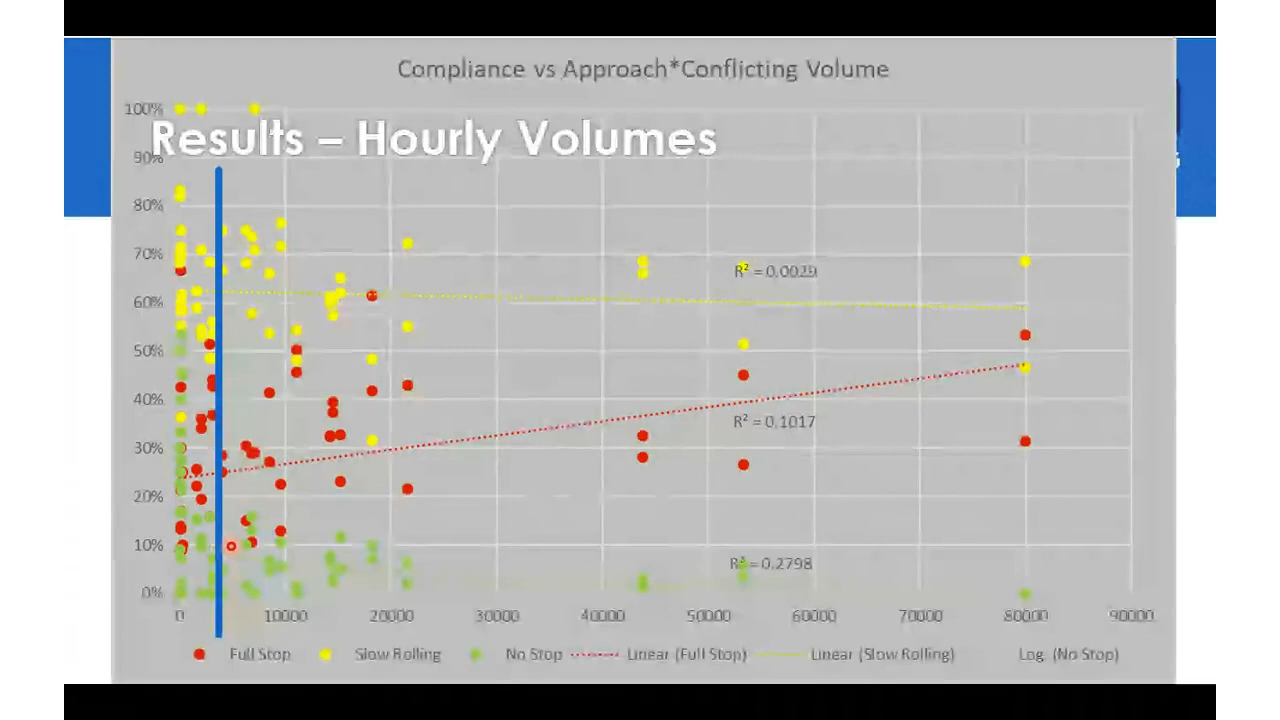 Compliance vs Approach*Conflicting Volume
Results – Hourly Volumes
100%
90%
80%
70%
60%
50%
40%
30%
20%
10%
0%
R² = 0.0029
R² = 0.1017
R² = 0.2798
0 10000 20000 30000 40000 50000 60000 70000 80000 90000
Full Stop Slow Rolling No Stop Linear (Full Stop) Linear (Slow Rolling) Log. (No Stop)